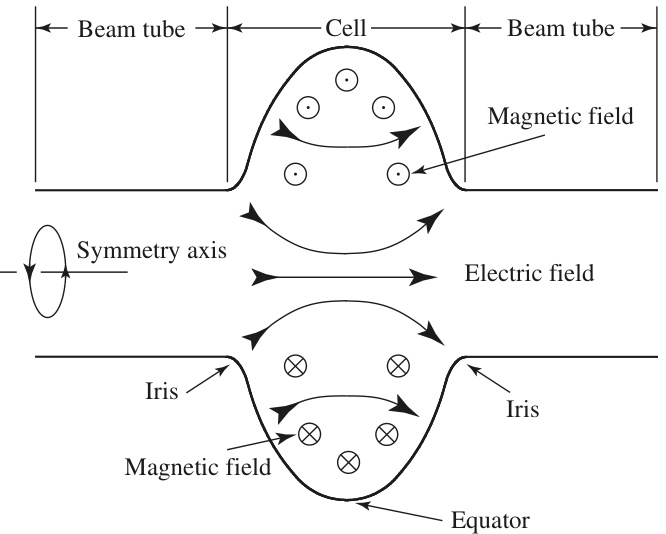 Beam tube
Cell
Beam tube
Magnetic field
Symmetry axis
Electric field
Iris
Iris
Magnetic field
Equator